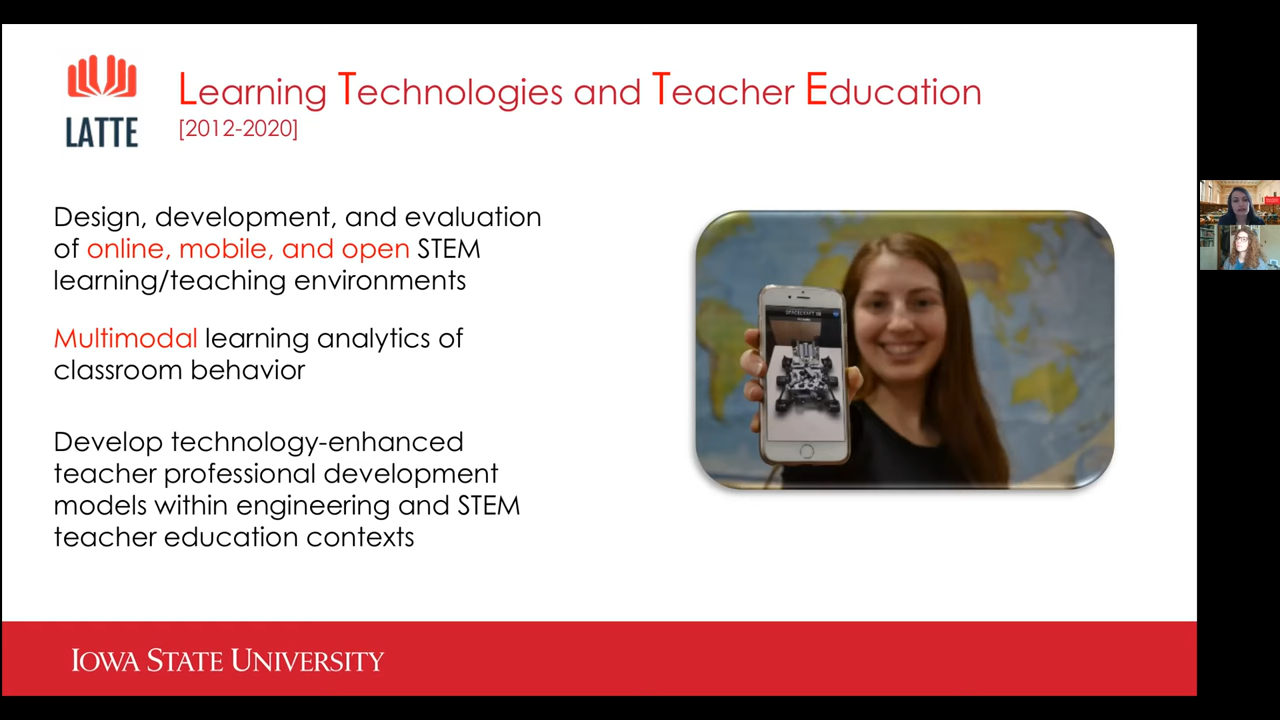 LATTE
Learning Technologies and Teacher Education
[2012-2020]
Design, development, and evaluation
of online, mobile, and open STEM
learning/teaching environments
Multimodal learning analytics of
classroom behavior
Develop technology-enhanced
teacher professional development
models within engineering and STEM
teacher education contexts
SPACECRAFT 3D
IOWA STATE UNIVERSITY